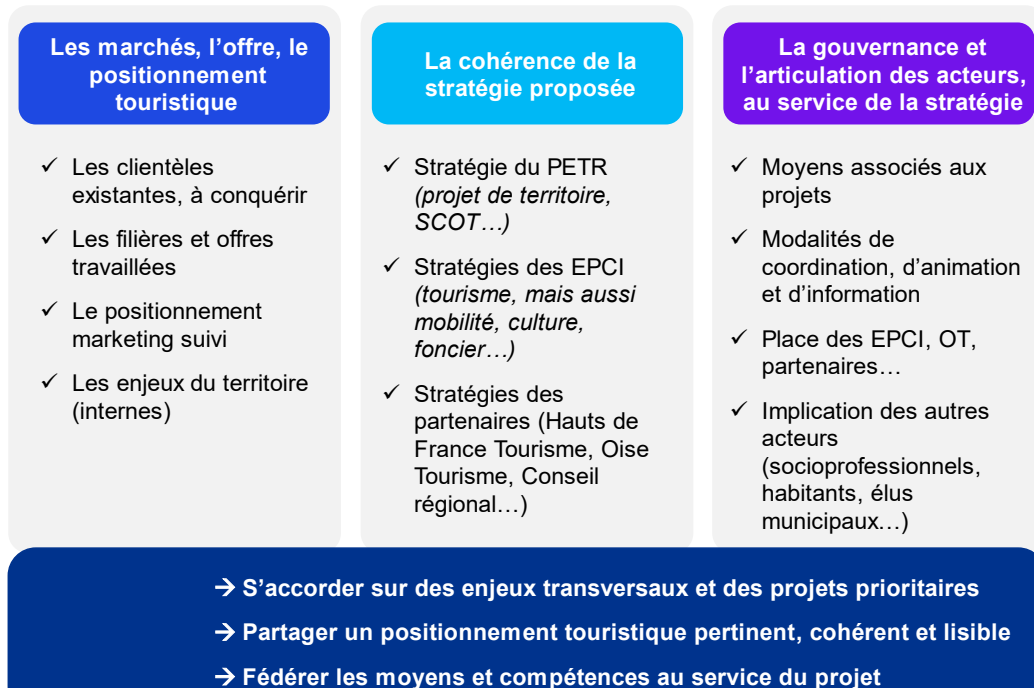 Les marchés, l’offre, le
positionnement
touristique
✓ Les clientèles
existantes, à conquérir
✓ Les filières et offres
travaillées
✓ Le positionnement
marketing suivi
✓ Les enjeux du territoire
(internes)
La cohérence de la
stratégie proposée
✓ Stratégie du PETR
(projet de territoire,
SCOT…)
✓ Stratégies des EPCI
(tourisme, mais aussi
mobilité, culture,
foncier…)
✓ Stratégies des
partenaires (Hauts de
France Tourisme, Oise
Tourisme, Conseil
régional…)
La gouvernance et
l’articulation des acteurs,
au service de la stratégie
✓ Moyens associés aux
projets
✓ Modalités de
coordination, d’animation
et d’information
✓ Place des EPCI, OT,
partenaires…
✓ Implication des autres
acteurs
(socioprofessionnels,
habitants, élus
municipaux…)
→ S’accorder sur des enjeux transversaux et des projets prioritaires
→ Partager un positionnement touristique pertinent, cohérent et lisible
→ Fédérer les moyens et compétences au service du projet